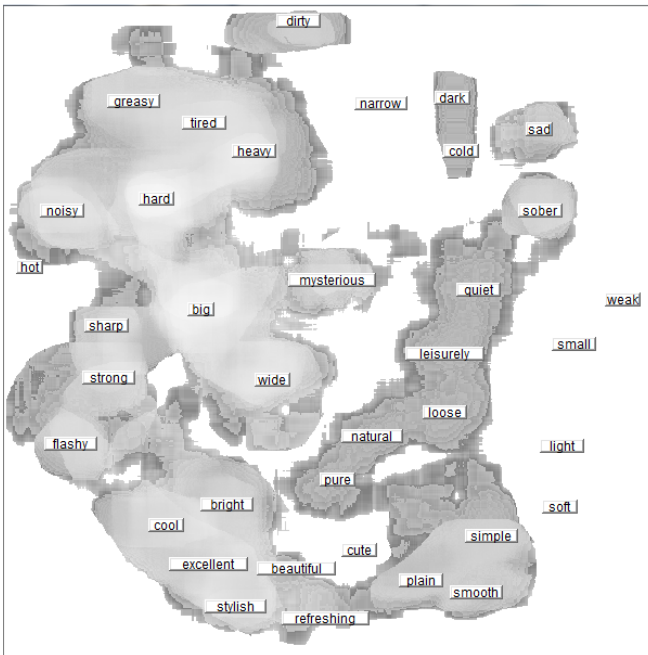 dirty
greasy
narrow
dark
tired
sad
heavy
cold
hard
noisy
sober
hot
mysterious
quiet
weak
big
sharp
small
leisurely
strong
wide
loose
flashy
natural
light
pure
bright
soft
cool
simple
cute
excellent
beautiful
plain
smooth
stylish
refreshing